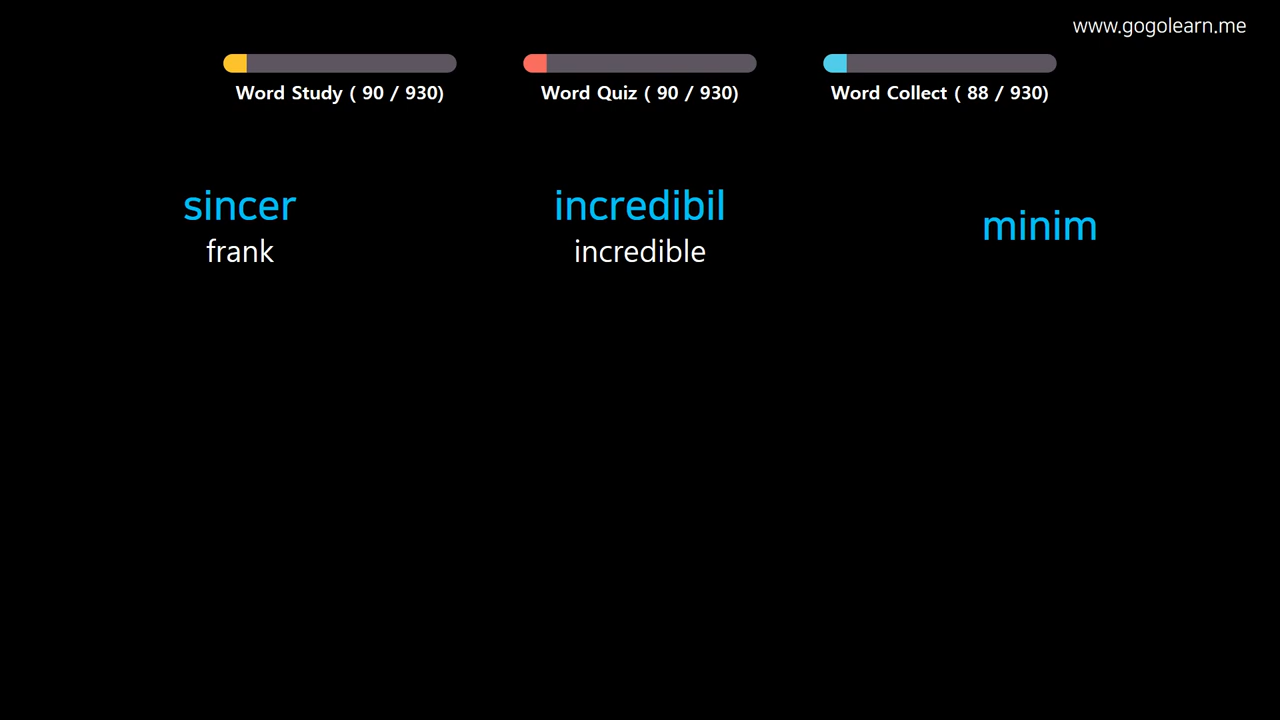 www.gogolearn.me
Word Study ( 90 / 930)
Word Quiz ( 90 / 930)
Word Collect ( 88 / 930)
sincer
frank
incredibil
incredible
minim